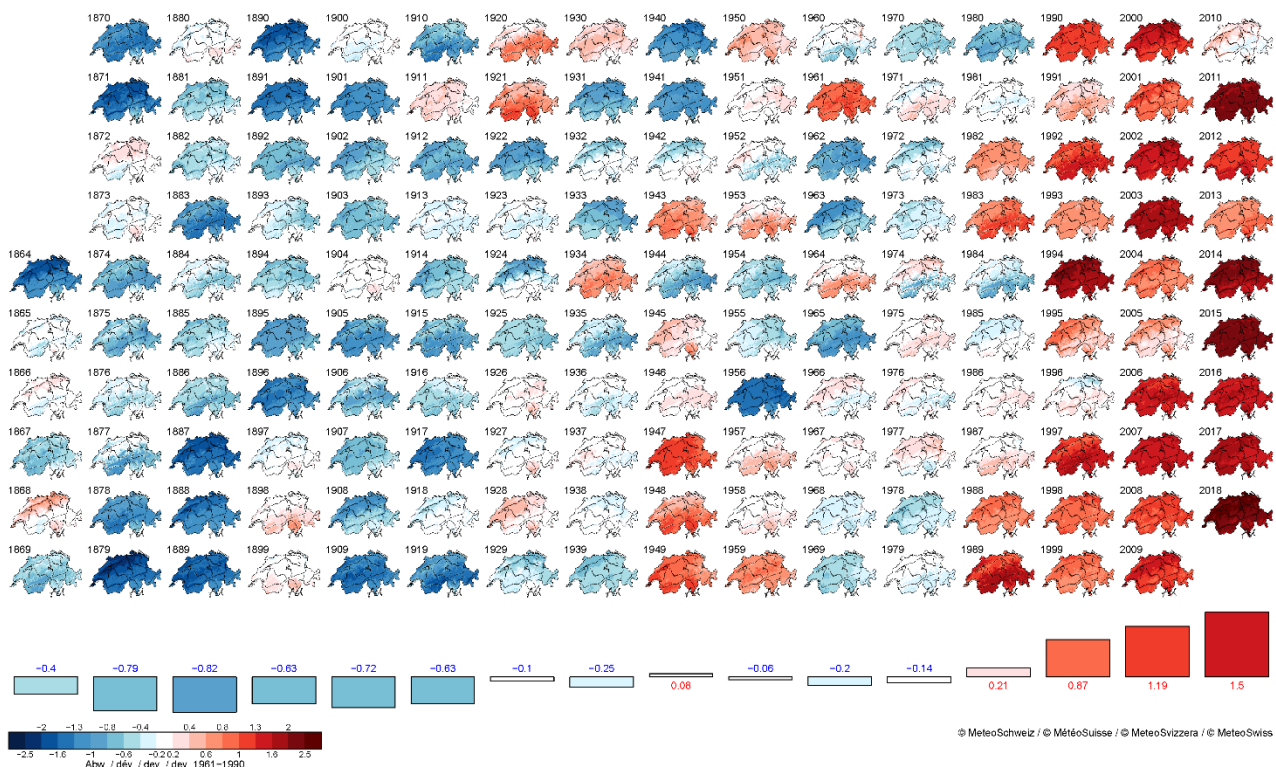 1870 1880 1890 1900 1910 1920 1930 1940 1950 1960 1970 1980 1990 2000 2010
1871 1881 1891 1901 1911 1921 1931 1941 1951 1961 1971 1981 1991 2001 2011
1872 1882 1892 1902 1912 1922 1932 1942 1952 1962 1972 1982 1992 2002 2012
1873 1883 1893 1903 1913 1923 1933 1943 1953 1963 1973 1983 1993 2003 2013
1864 1874 1884 1894 1904 1914 1924 1934 1944 1954 1964 1974 1984 1994 2004 2014
1865 1875 1885 1895 1905 1915 1925 1935 1945 1955 1965 1975 1985 1995 2005 2015
1866 1876 1886 1896 1906 1916 1926 1936 1946 1956 1966 1976 1986 1996 2006 2016
1867 1877 1887 1897 1907 1917 1927 1937 1947 1957 1967 1977 1987 1997 2007 2017
1868 1878 1888 1898 1908 1918 1928 1938 1948 1958 1968 1978 1988 1998 2008 2018
1869 1879 1889 1899 1909 1919 1929 1939 1949 1959 1969 1979 1989 1999 2009
−0.4 −0.79 −0.82 −0.63 −0.72 −0.63 −0.1 −0.25 0.08 −0.06 −0.2 −0.14 0.21 0.87 1.19 1.5
−2 −1.3 −0.8 −0.4 0.4 0.8 1.3 2
−2.5 −1.6 −1 −0.6 −0.2 0.2 0.6 1 1.6 2.5
Abw. / dév. / dev. / dev. 1961−1990
© MeteoSchweiz / © MétéoSuisse / © MeteoSvizzera / © MeteoSwiss